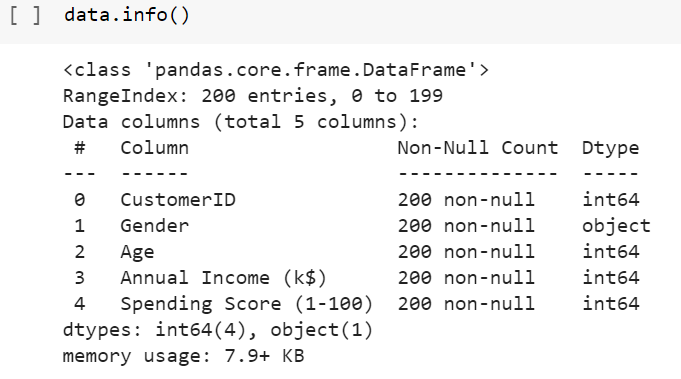 [ ] data.info()
<class 'pandas.core.frame.DataFrame'>
RangeIndex: 200 entries, 0 to 199
Data columns (total 5 columns):
 #   Column                  Non-Null Count  Dtype
---  ------                  --------------  -----
 0   CustomerID              200 non-null    int64
 1   Gender                  200 non-null    object
 2   Age                     200 non-null    int64
 3   Annual Income (k$)      200 non-null    int64
 4   Spending Score (1-100)  200 non-null    int64
dtypes: int64(4), object(1)
memory usage: 7.9+ KB